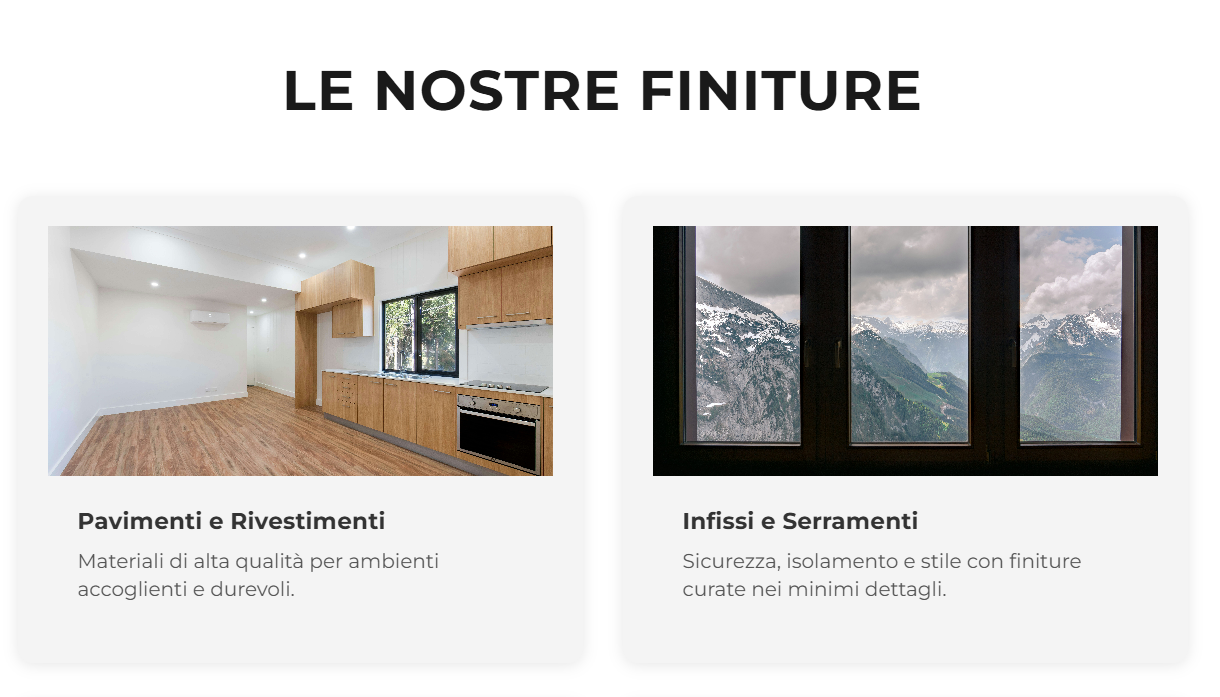 LE NOSTRE FINITURE
Pavimenti e Rivestimenti
Materiali di alta qualità per ambienti
accoglienti e durevoli.
Infissi e Serramenti
Sicurezza, isolamento e stile con finiture
curate nei minimi dettagli.